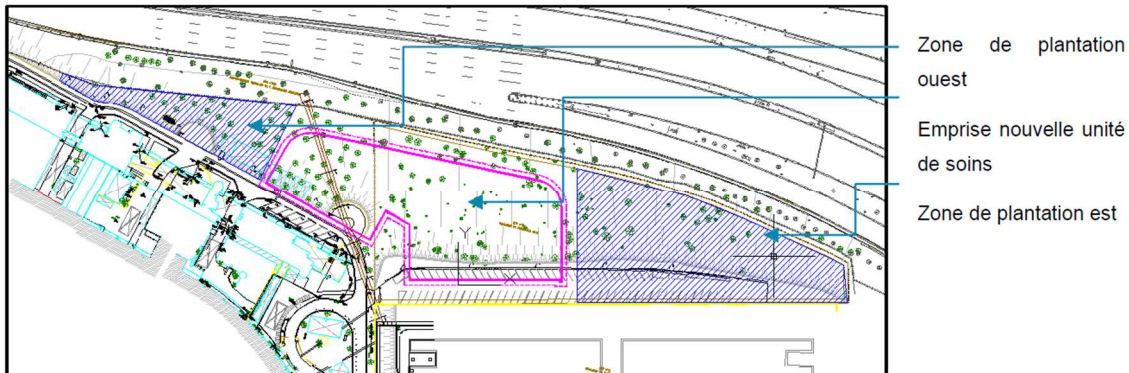 Zone de plantation
ouest
Emprise nouvelle unité
de soins
Zone de plantation est
Y
X